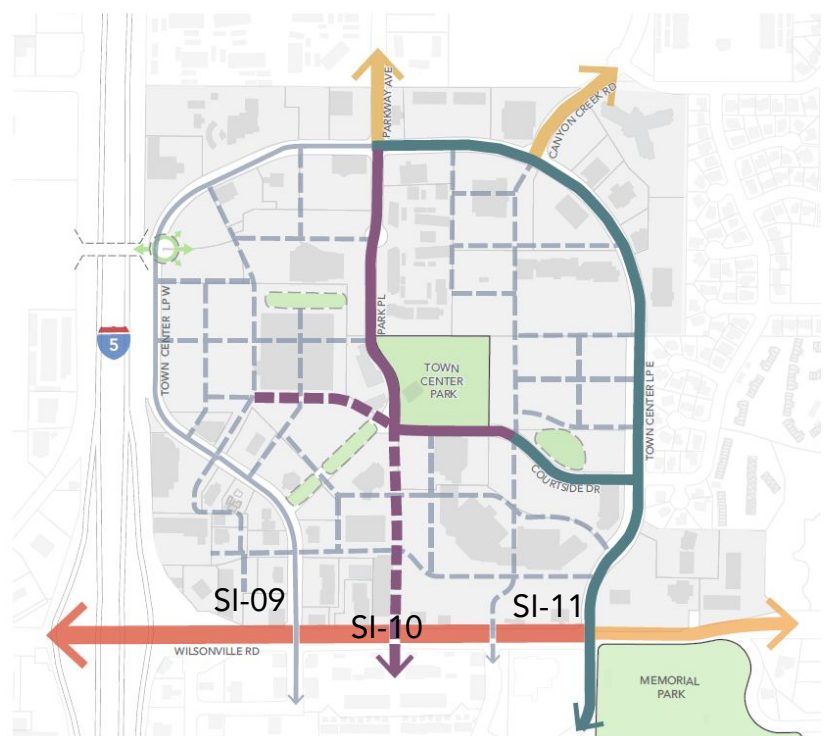 PARKWAY AVE
CANYON CREEK RD
TOWN CENTER LP W
PARK PL
5
TOWN
CENTER
PARK
TOWN CENTER LP E
COURTSIDE DR
SI-09
SI-10
SI-11
WILSONVILLE RD
MEMORIAL
PARK